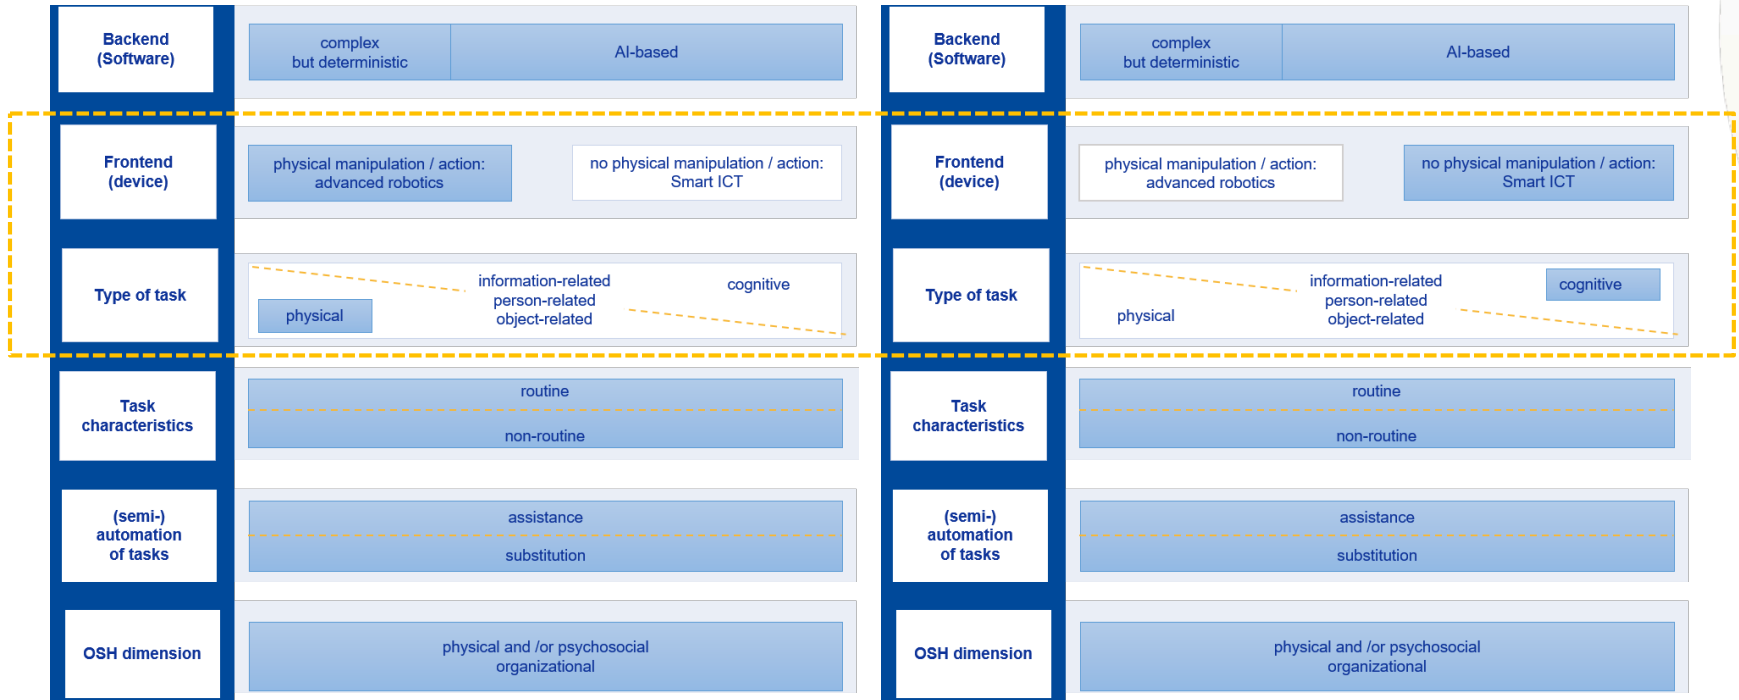 Backend
(Software)
complex
but deterministic
AI-based
Frontend
(device)
physical manipulation / action:
advanced robotics
no physical manipulation / action:
Smart ICT
Type of task
information-related
person-related
object-related
cognitive
physical
Task
characteristics
routine
non-routine
(semi-)
automation
of tasks
assistance
substitution
OSH dimension
physical and /or psychosocial
organizational
Backend
(Software)
complex
but deterministic
AI-based
Frontend
(device)
physical manipulation / action:
advanced robotics
no physical manipulation / action:
Smart ICT
Type of task
information-related
person-related
object-related
cognitive
physical
Task
characteristics
routine
non-routine
(semi-)
automation
of tasks
assistance
substitution
OSH dimension
physical and /or psychosocial
organizational